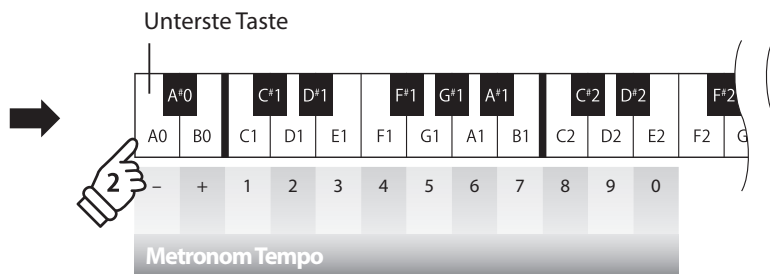 Unterste Taste
A#0 C#1 D#1 F#1 G#1 A#1 C#2 D#2 F#2
A0 B0 C1 D1 E1 F1 G1 A1 B1 C2 D2 E2 F2 G
2
– + 1 2 3 4 5 6 7 8 9 0
Metronom Tempo